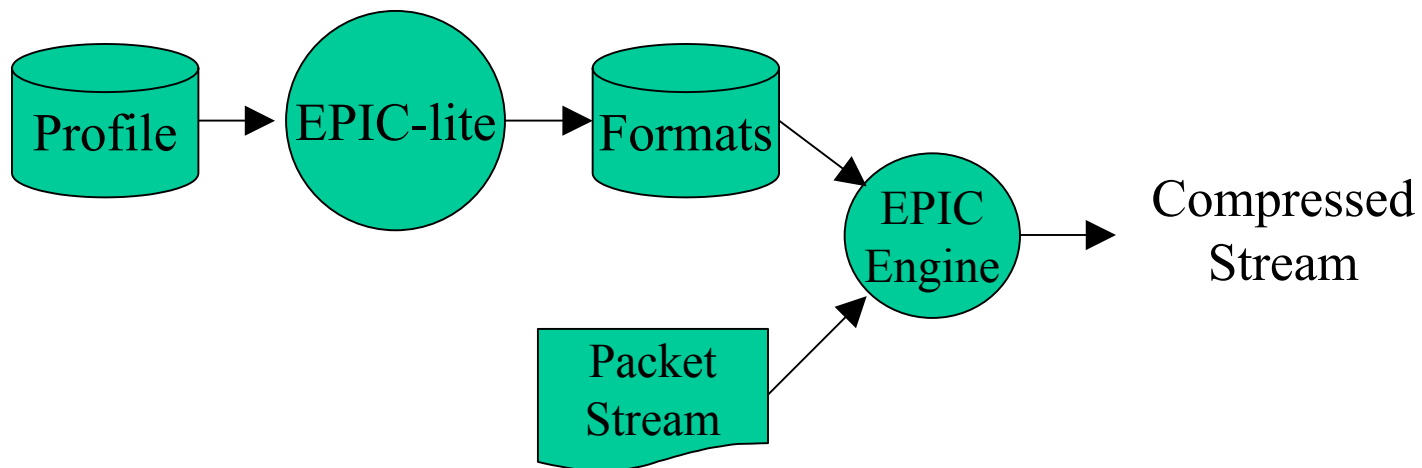 Profile
EPIC-lite
Formats
EPIC
Engine
Compressed
Stream
Packet
Stream